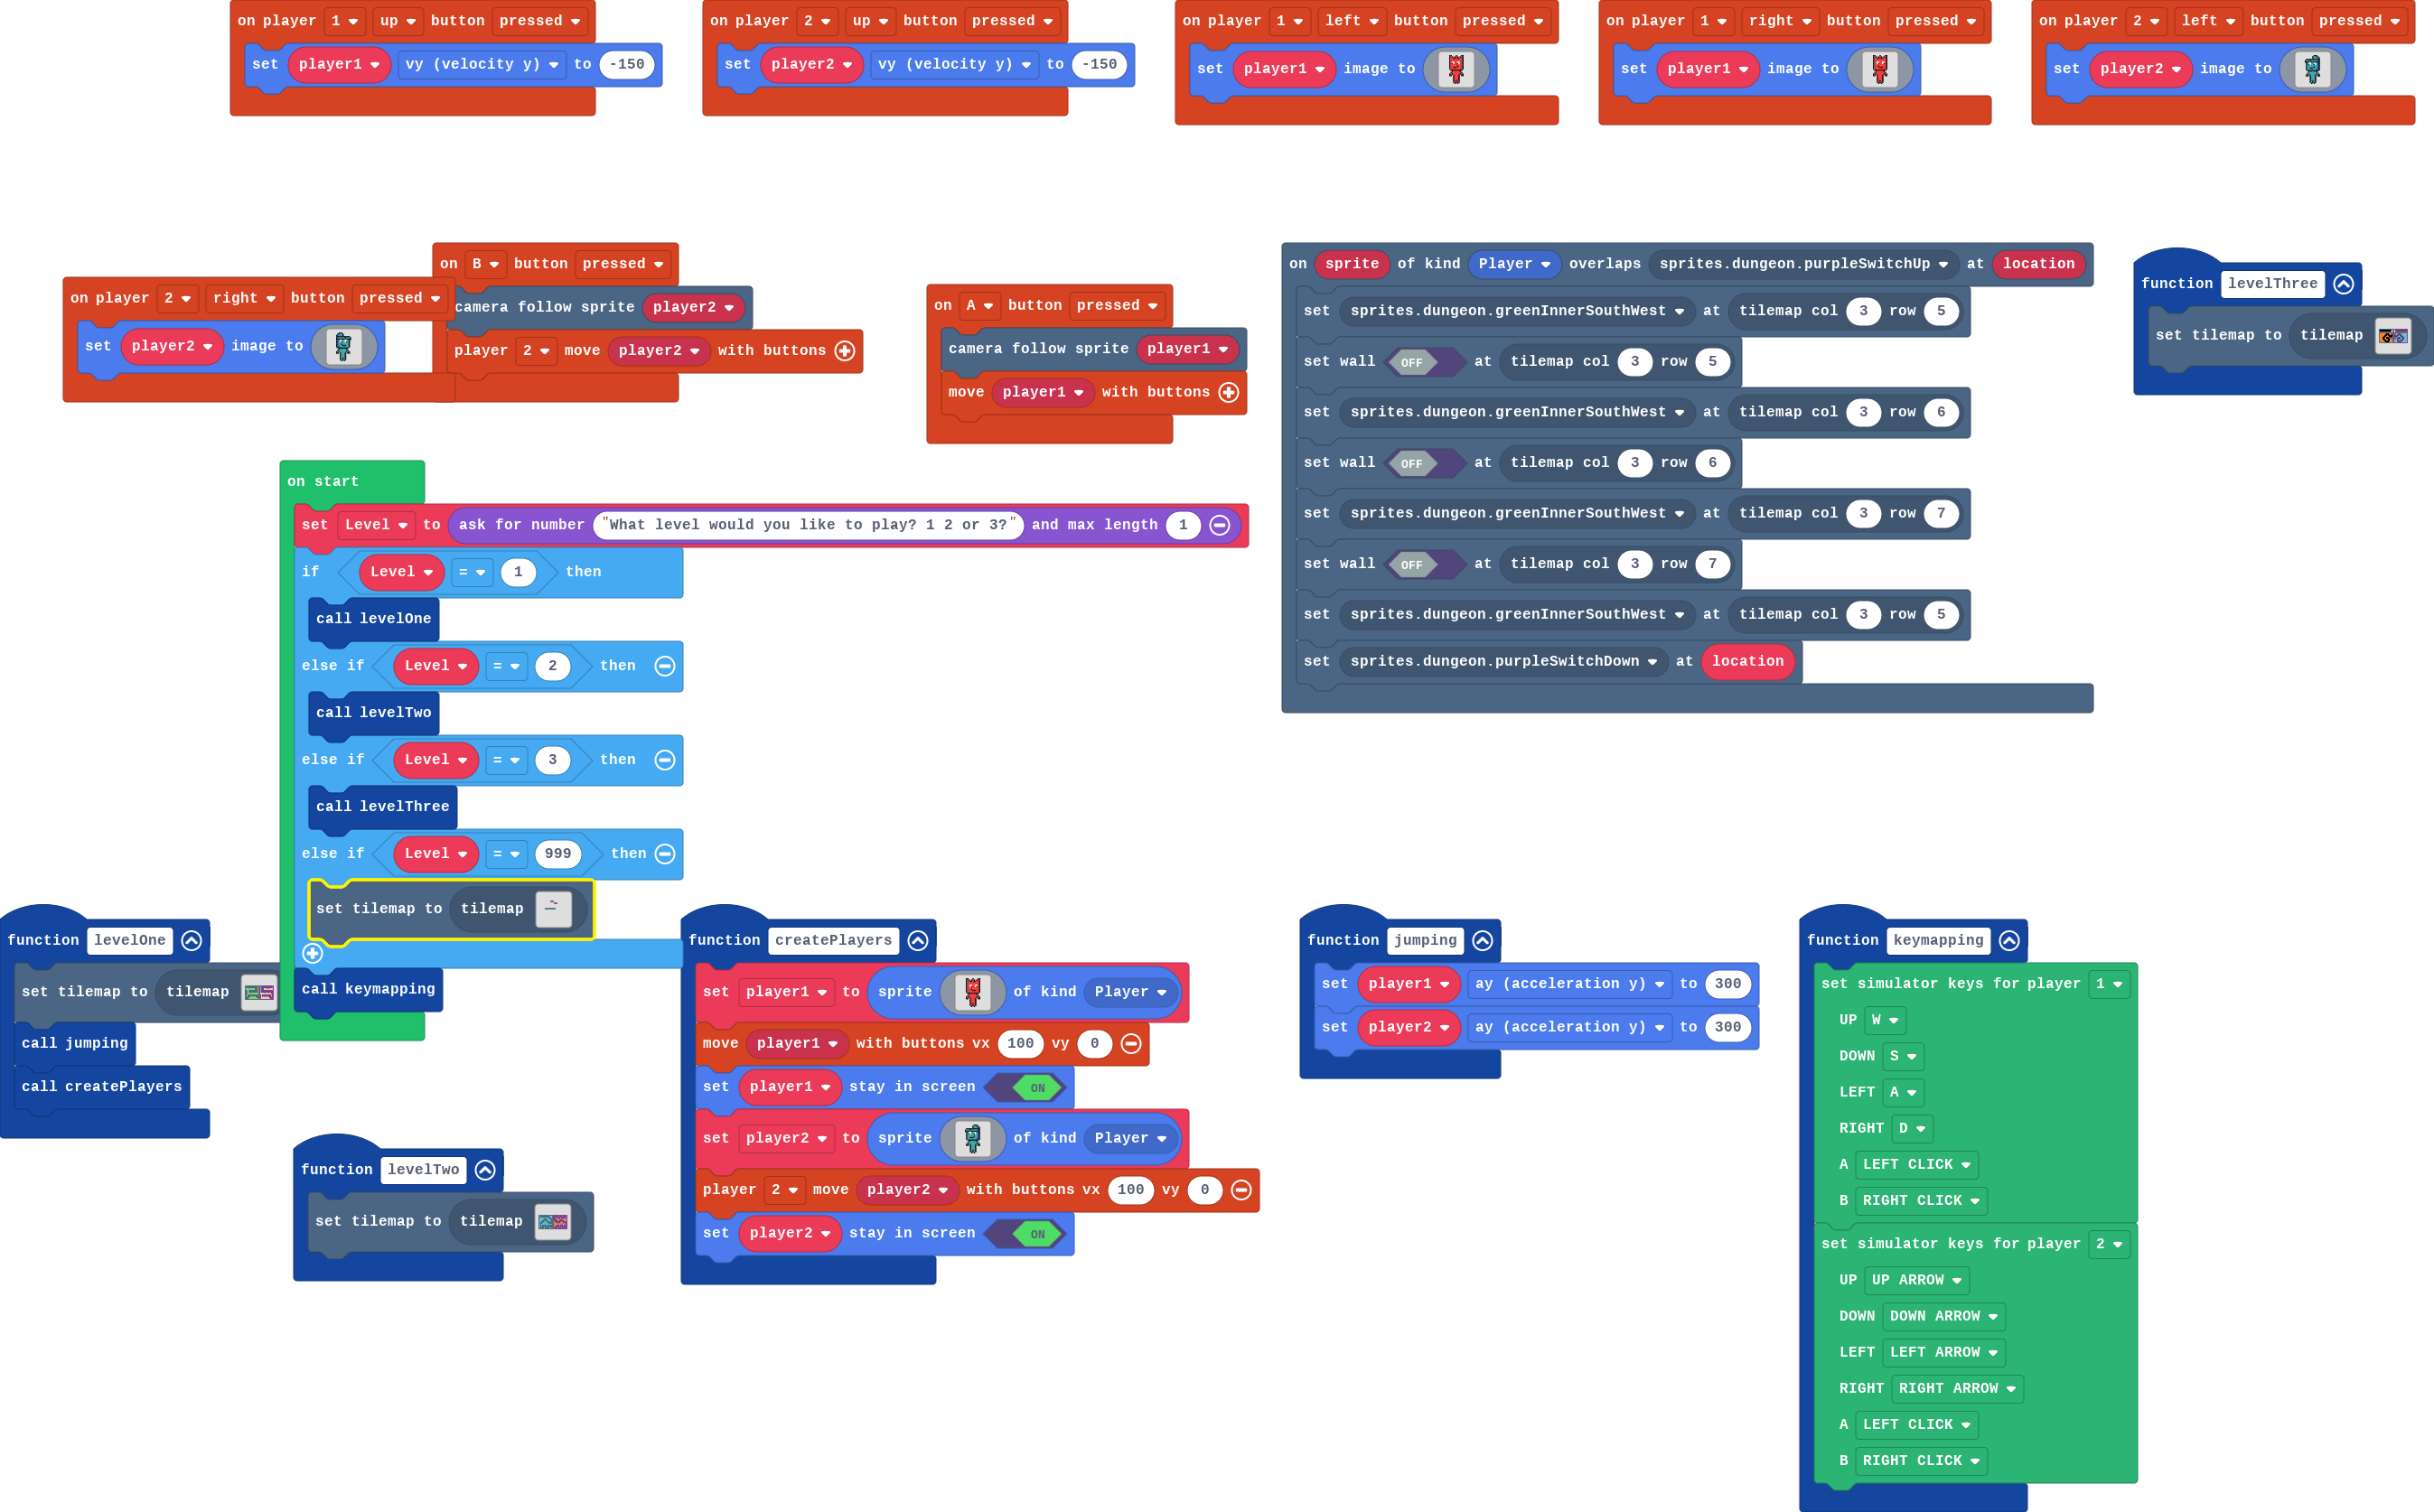 on player 1 up button pressed
set player1 vy (velocity y) to -150
on player 2 up button pressed
set player2 vy (velocity y) to -150
on player 1 left button pressed
set player1 image to
on player 1 right button pressed
set player1 image to
on player 2 left button pressed
set player2 image to
on player 2 right button pressed
set player2 image to
on B button pressed
camera follow sprite player2
player 2 move player2 with buttons
on A button pressed
camera follow sprite player1
move player1 with buttons
on sprite of kind Player overlaps sprites.dungeon.purpleSwitchUp at location
set sprites.dungeon.greenInnerSouthWest at tilemap col 3 row 5
set wall OFF at tilemap col 3 row 5
set sprites.dungeon.greenInnerSouthWest at tilemap col 3 row 6
set wall OFF at tilemap col 3 row 6
set sprites.dungeon.greenInnerSouthWest at tilemap col 3 row 7
set wall OFF at tilemap col 3 row 7
set sprites.dungeon.greenInnerSouthWest at tilemap col 3 row 5
set sprites.dungeon.purpleSwitchDown at location
function levelThree
set tilemap to tilemap
on start
set Level to ask for number "What level would you like to play? 1 2 or 3?" and max length 1
if Level = 1 then
call levelOne
else if Level = 2 then
call levelTwo
else if Level = 3 then
call levelThree
else if Level = 999 then
set tilemap to tilemap
call keymapping
function levelOne
set tilemap to tilemap
call jumping
call createPlayers
function levelTwo
set tilemap to tilemap
function createPlayers
set player1 to sprite of kind Player
move player1 with buttons vx 100 vy 0
set player1 stay in screen ON
set player2 to sprite of kind Player
player 2 move player2 with buttons vx 100 vy 0
set player2 stay in screen ON
function jumping
set player1 ay (acceleration y) to 300
set player2 ay (acceleration y) to 300
function keymapping
set simulator keys for player 1
UP W
DOWN S
LEFT A
RIGHT D
A LEFT CLICK
B RIGHT CLICK
set simulator keys for player 2
UP UP ARROW
DOWN DOWN ARROW
LEFT LEFT ARROW
RIGHT RIGHT ARROW
A LEFT CLICK
B RIGHT CLICK